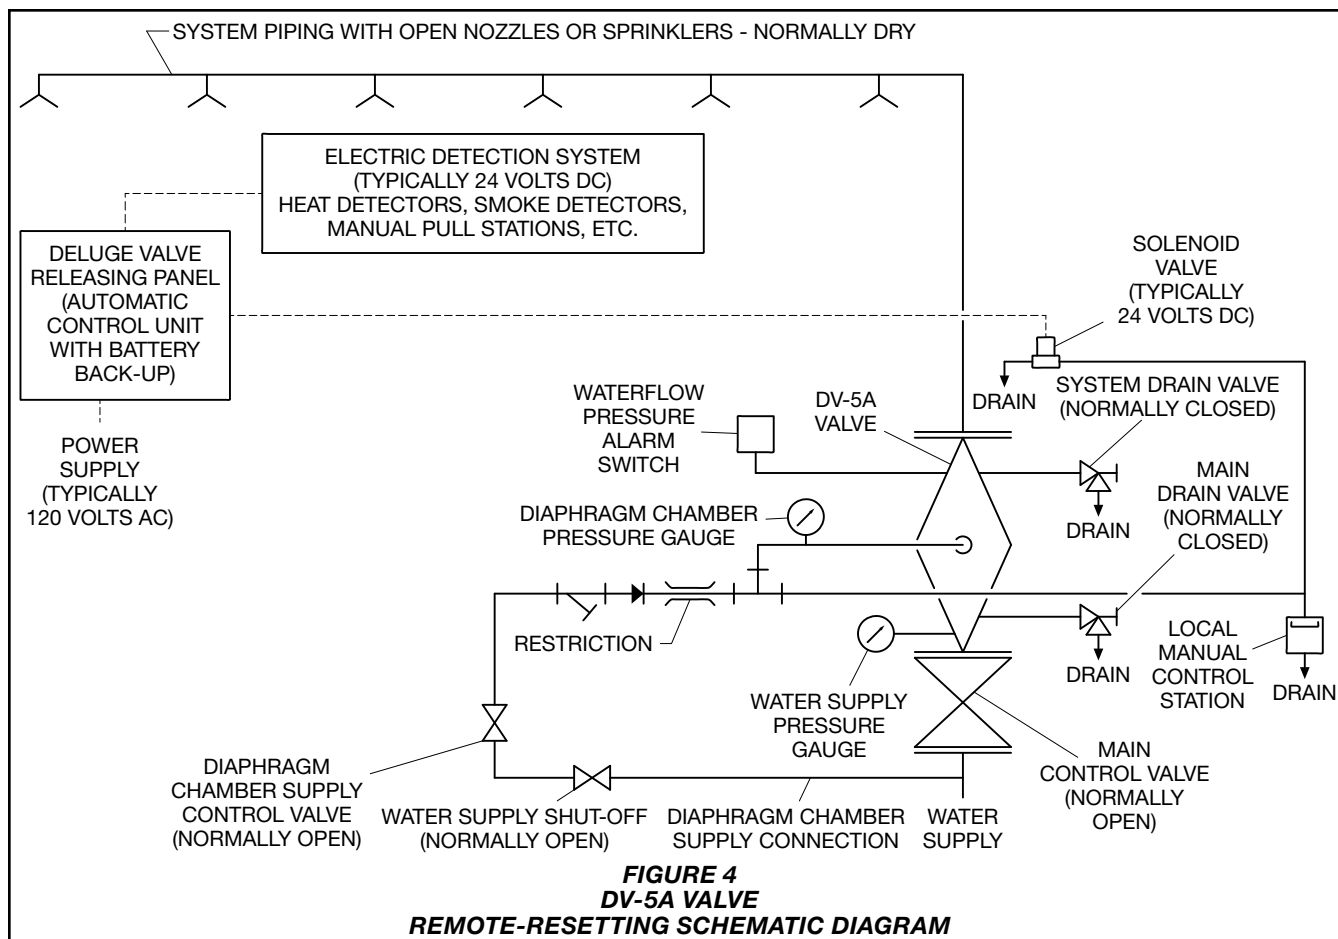 SYSTEM PIPING WITH OPEN NOZZLES OR SPRINKLERS - NORMALLY DRY
ELECTRIC DETECTION SYSTEM
(TYPICALLY 24 VOLTS DC)
HEAT DETECTORS, SMOKE DETECTORS,
MANUAL PULL STATIONS, ETC.
DELUGE VALVE
RELEASING PANEL
(AUTOMATIC
CONTROL UNIT
WITH BATTERY
BACK-UP)
SOLENOID
VALVE
(TYPICALLY
24 VOLTS DC)
POWER
SUPPLY
(TYPICALLY
120 VOLTS AC)
WATERFLOW
PRESSURE
ALARM
SWITCH
DV-5A
VALVE
DRAIN
SYSTEM DRAIN VALVE
(NORMALLY CLOSED)
DRAIN
MAIN
DRAIN VALVE
(NORMALLY
CLOSED)
DIAPHRAGM CHAMBER
PRESSURE GAUGE
RESTRICTION
WATER SUPPLY
PRESSURE
GAUGE
DRAIN
LOCAL
MANUAL
CONTROL
STATION
DRAIN
DIAPHRAGM
CHAMBER SUPPLY
CONTROL VALVE
(NORMALLY OPEN)
WATER SUPPLY SHUT-OFF
(NORMALLY OPEN)
DIAPHRAGM CHAMBER
SUPPLY CONNECTION
WATER
SUPPLY
MAIN
CONTROL VALVE
(NORMALLY
OPEN)
FIGURE 4
DV-5A VALVE
REMOTE-RESETTING SCHEMATIC DIAGRAM